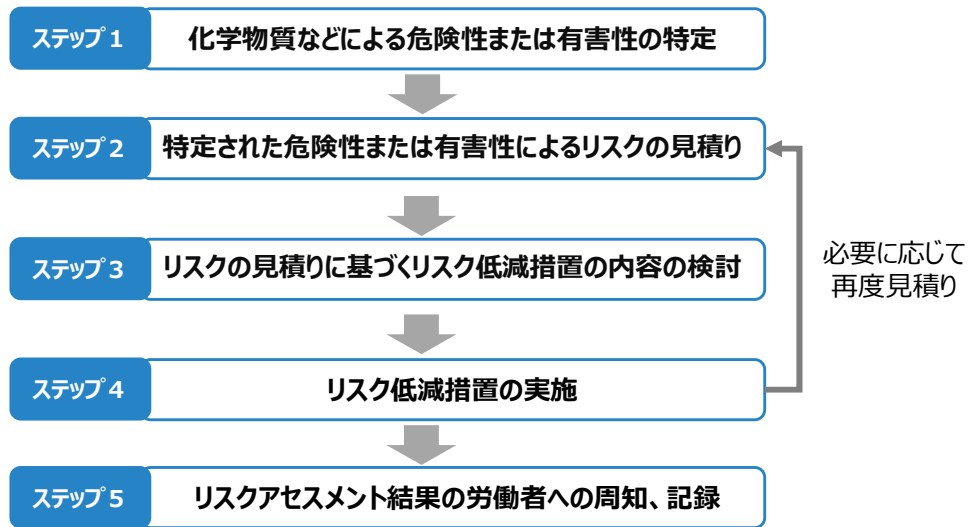 ステップ1
化学物質などによる危険性または有害性の特定
ステップ2
特定された危険性または有害性によるリスクの見積り
ステップ3
リスクの見積りに基づくリスク低減措置の内容の検討
必要に応じて
再度見積り
ステップ4
リスク低減措置の実施
ステップ5
リスクアセスメント結果の労働者への周知、記録